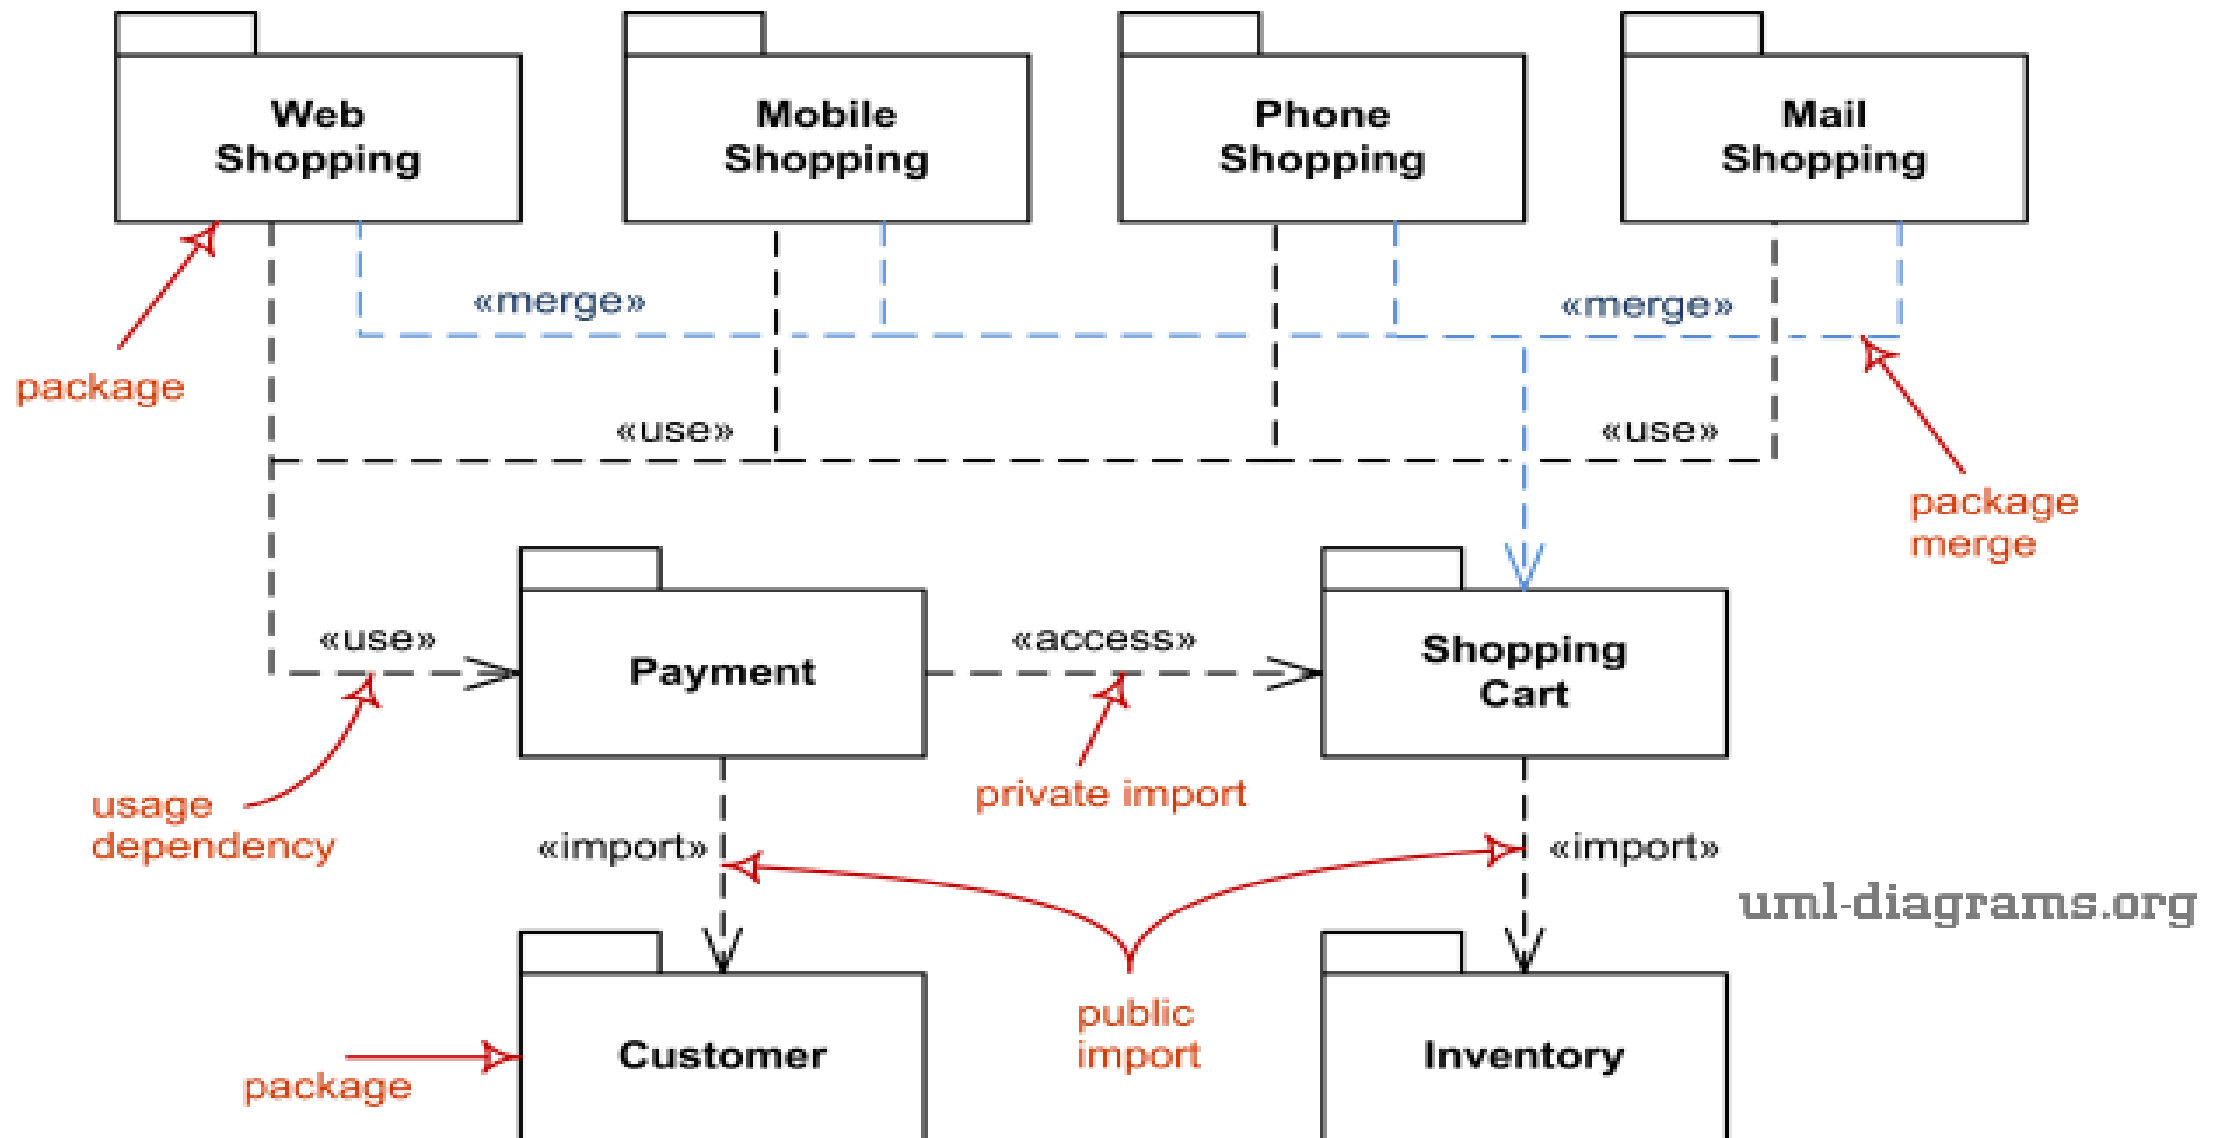 Web
Shopping
Mobile
Shopping
Phone
Shopping
Mail
Shopping
«merge»
«merge»
package
«use»
«use»
package
merge
«use»
Payment
«access»
Shopping
Cart
usage
dependency
private import
«import»
«import»
uml-diagrams.org
public
import
Customer
Inventory
package